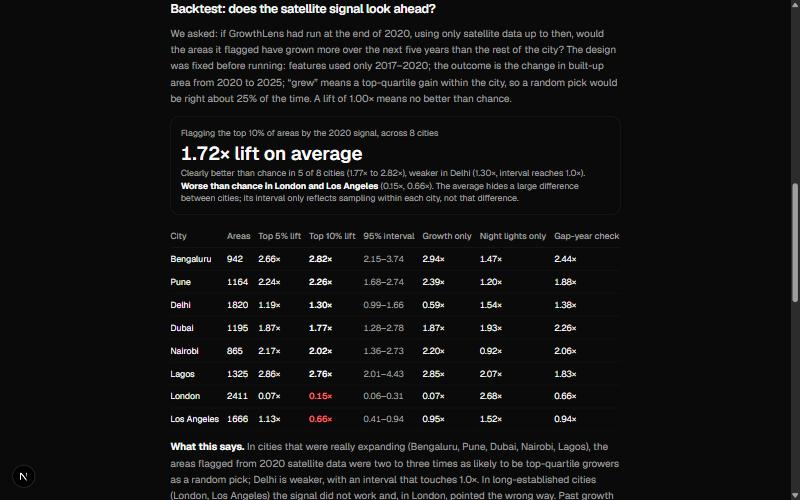 Backtest: does the satellite signal look ahead?
We asked: if GrowthLens had run at the end of 2020, using only satellite data up to then, would
the areas it flagged have grown more over the next five years than the rest of the city? The design
was fixed before running: features used only 2017–2020; the outcome is the change in built-up
area from 2020 to 2025; “grew” means a top-quartile gain within the city, so a random pick would
be right about 25% of the time. A lift of 1.00× means no better than chance.
Flagging the top 10% of areas by the 2020 signal, across 8 cities
1.72× lift on average
Clearly better than chance in 5 of 8 cities (1.77× to 2.82×), weaker in Delhi (1.30×, interval reaches 1.0×).
Worse than chance in London and Los Angeles (0.15×, 0.66×). The average hides a large difference
between cities; its interval only reflects sampling within each city, not that difference.
City Areas Top 5% lift Top 10% lift 95% interval Growth only Night lights only Gap-year check
Bengaluru 942 2.66× 2.82× 2.15–3.74 2.94× 1.47× 2.44×
Pune 1164 2.24× 2.26× 1.68–2.74 2.39× 1.20× 1.88×
Delhi 1820 1.19× 1.30× 0.99–1.66 0.59× 1.54× 1.38×
Dubai 1195 1.87× 1.77× 1.28–2.78 1.87× 1.93× 2.26×
Nairobi 865 2.17× 2.02× 1.36–2.73 2.20× 0.92× 2.06×
Lagos 1325 2.86× 2.76× 2.01–4.43 2.85× 2.07× 1.83×
London 2411 0.07× 0.15× 0.06–0.31 0.07× 2.68× 0.66×
Los Angeles 1666 1.13× 0.66× 0.41–0.94 0.95× 1.52× 0.94×
What this says. In cities that were really expanding (Bengaluru, Pune, Dubai, Nairobi, Lagos), the
areas flagged from 2020 satellite data were two to three times as likely to be top-quartile growers
as a random pick; Delhi is weaker, with an interval that touches 1.0×. In long-established cities
(London, Los Angeles) the signal did not work and, in London, pointed the wrong way. Past growth
N